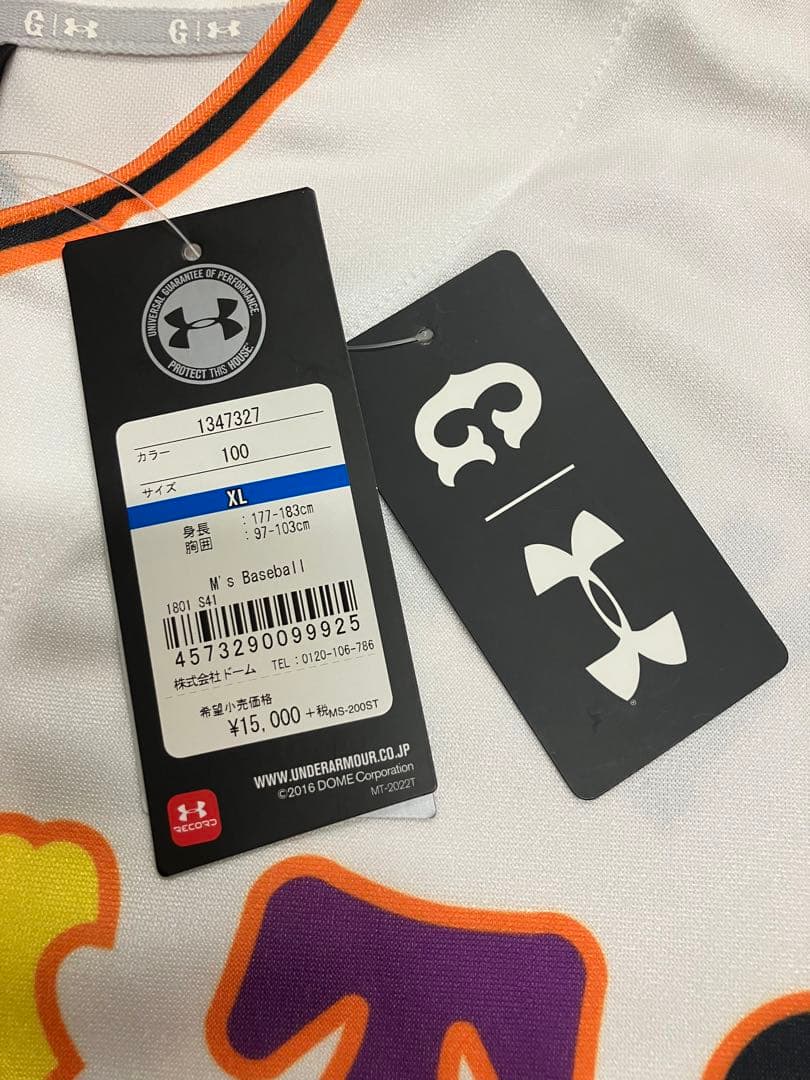 G
G
UNIVERSAL GUARANTEE OF PERFORMANCE.
PROTECT THIS HOUSE.
1347327
カラー 100
サイズ
XL
身長 : 177-183cm
胸囲 : 97-103cm
M's Baseball
1801 S41
4573290099925
株式会社ドーム TEL:0120-106-786
希望小売価格
¥15,000 +税MS-200ST
WWW.UNDERARMOUR.CO.JP
©2016 DOME Corporation
MT-2022T
RECORD
G
®
T